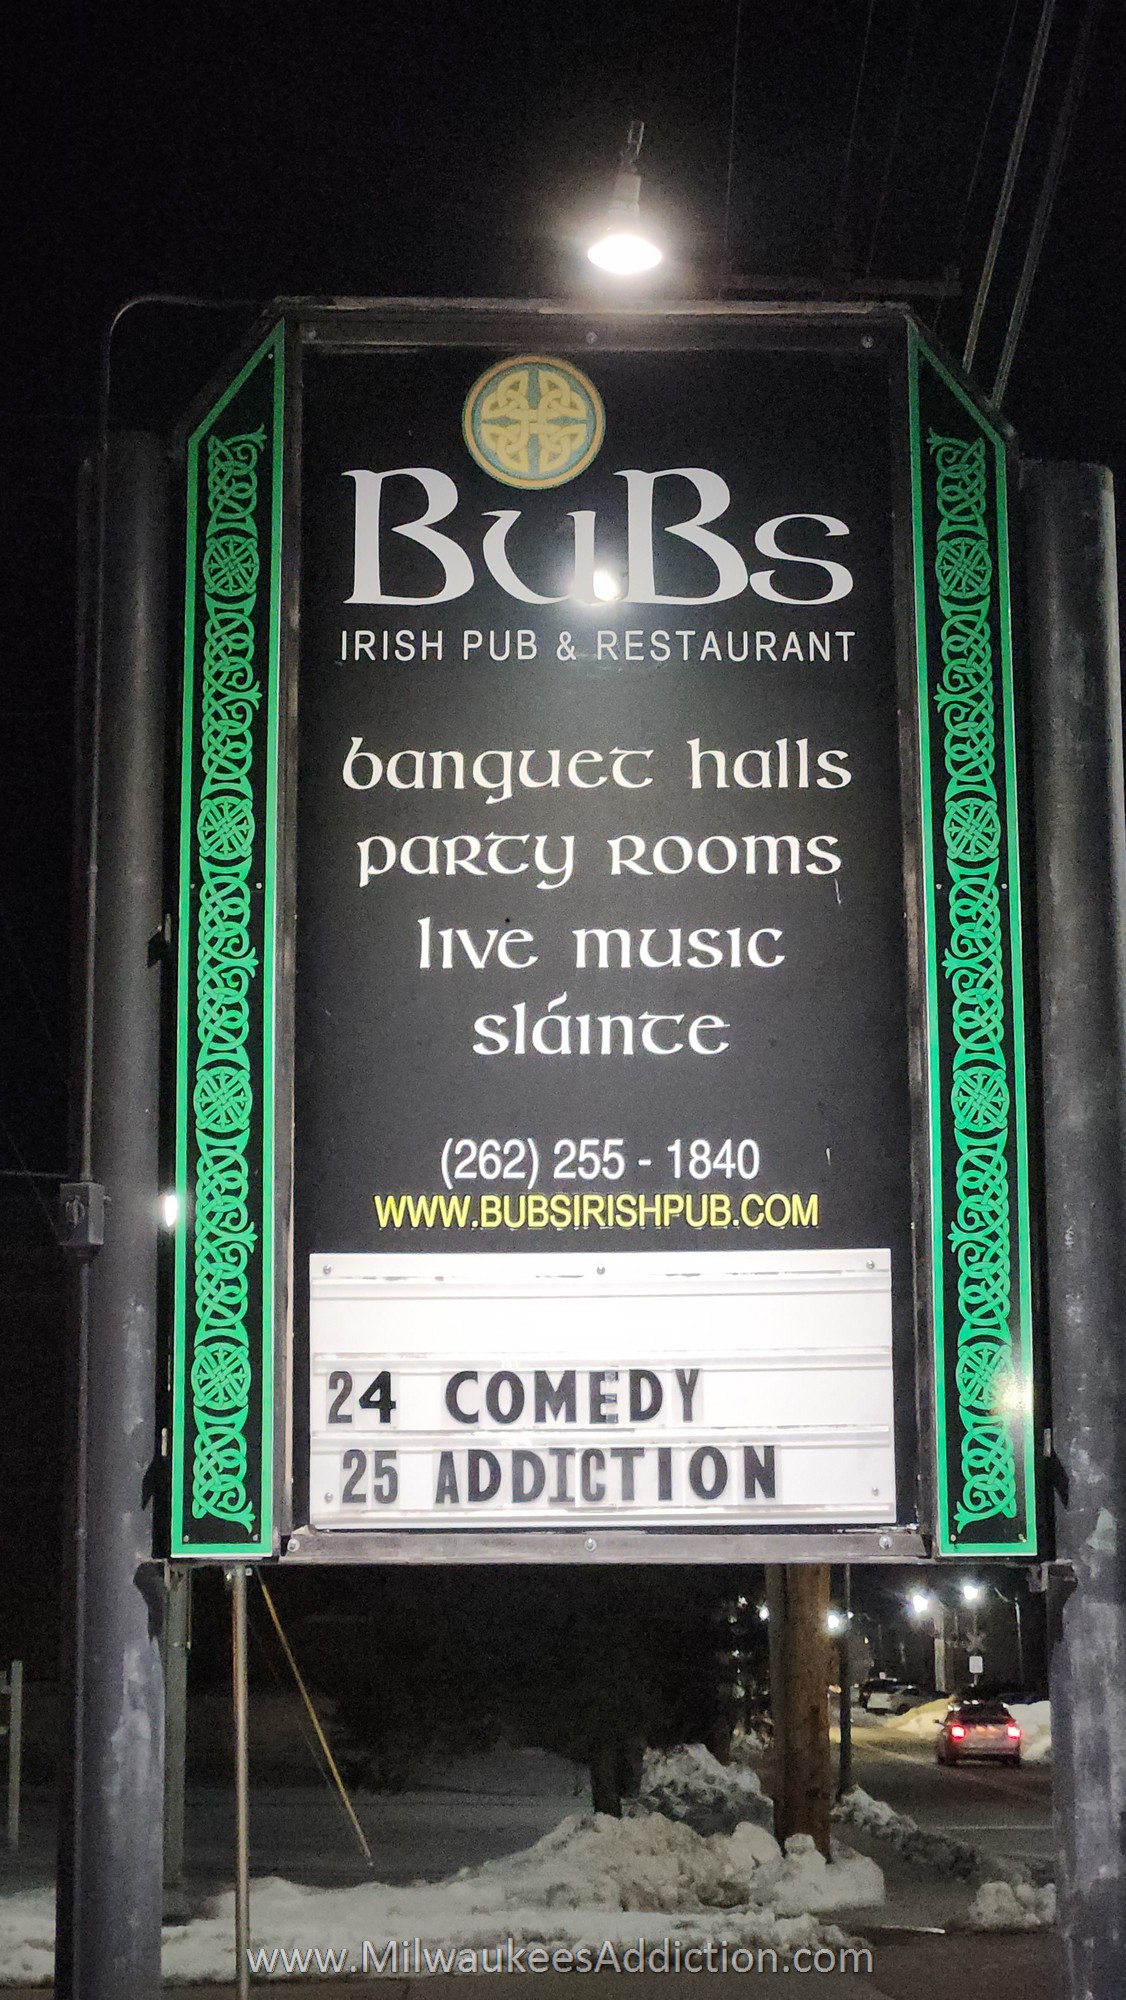 BuBs
IRISH PUB & RESTAURANT
banquet halls
party rooms
live music
sláinte
(262) 255 - 1840
WWW.BUBSIRISHPUB.COM
24 COMEDY
25 ADDICTION
www.MilwaukeesAddiction.com